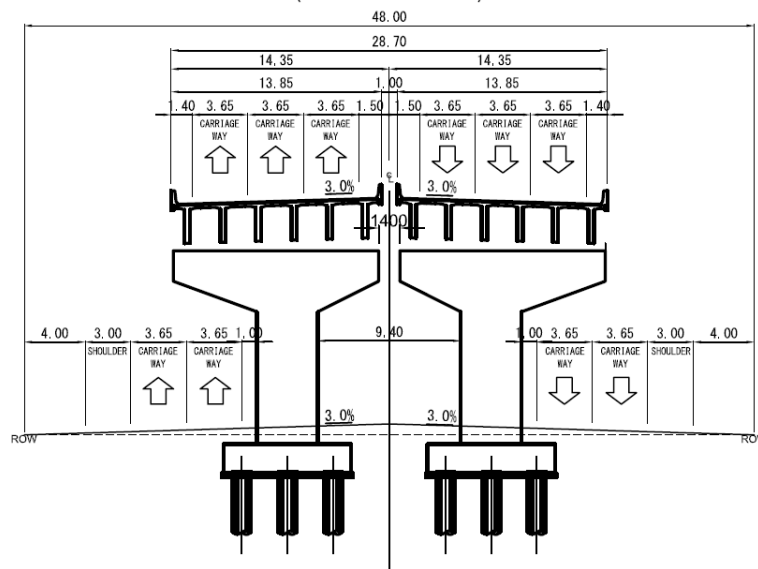 48.00
28.70
14.35 14.35
13.85 1.00 13.85
1.40 3.65 3.65 3.65 1.50 1.50 3.65 3.65 3.65 1.40
CARRIAGE WAY CARRIAGE WAY CARRIAGE WAY CARRIAGE WAY CARRIAGE WAY CARRIAGE WAY
℄
3.0% 3.0%
1400
4.00 3.00 3.65 3.65 1.00 9.40 1.00 3.65 3.65 3.00 4.00
SHOULDER CARRIAGE WAY CARRIAGE WAY CARRIAGE WAY CARRIAGE WAY SHOULDER
3.0% 3.0%
ROW